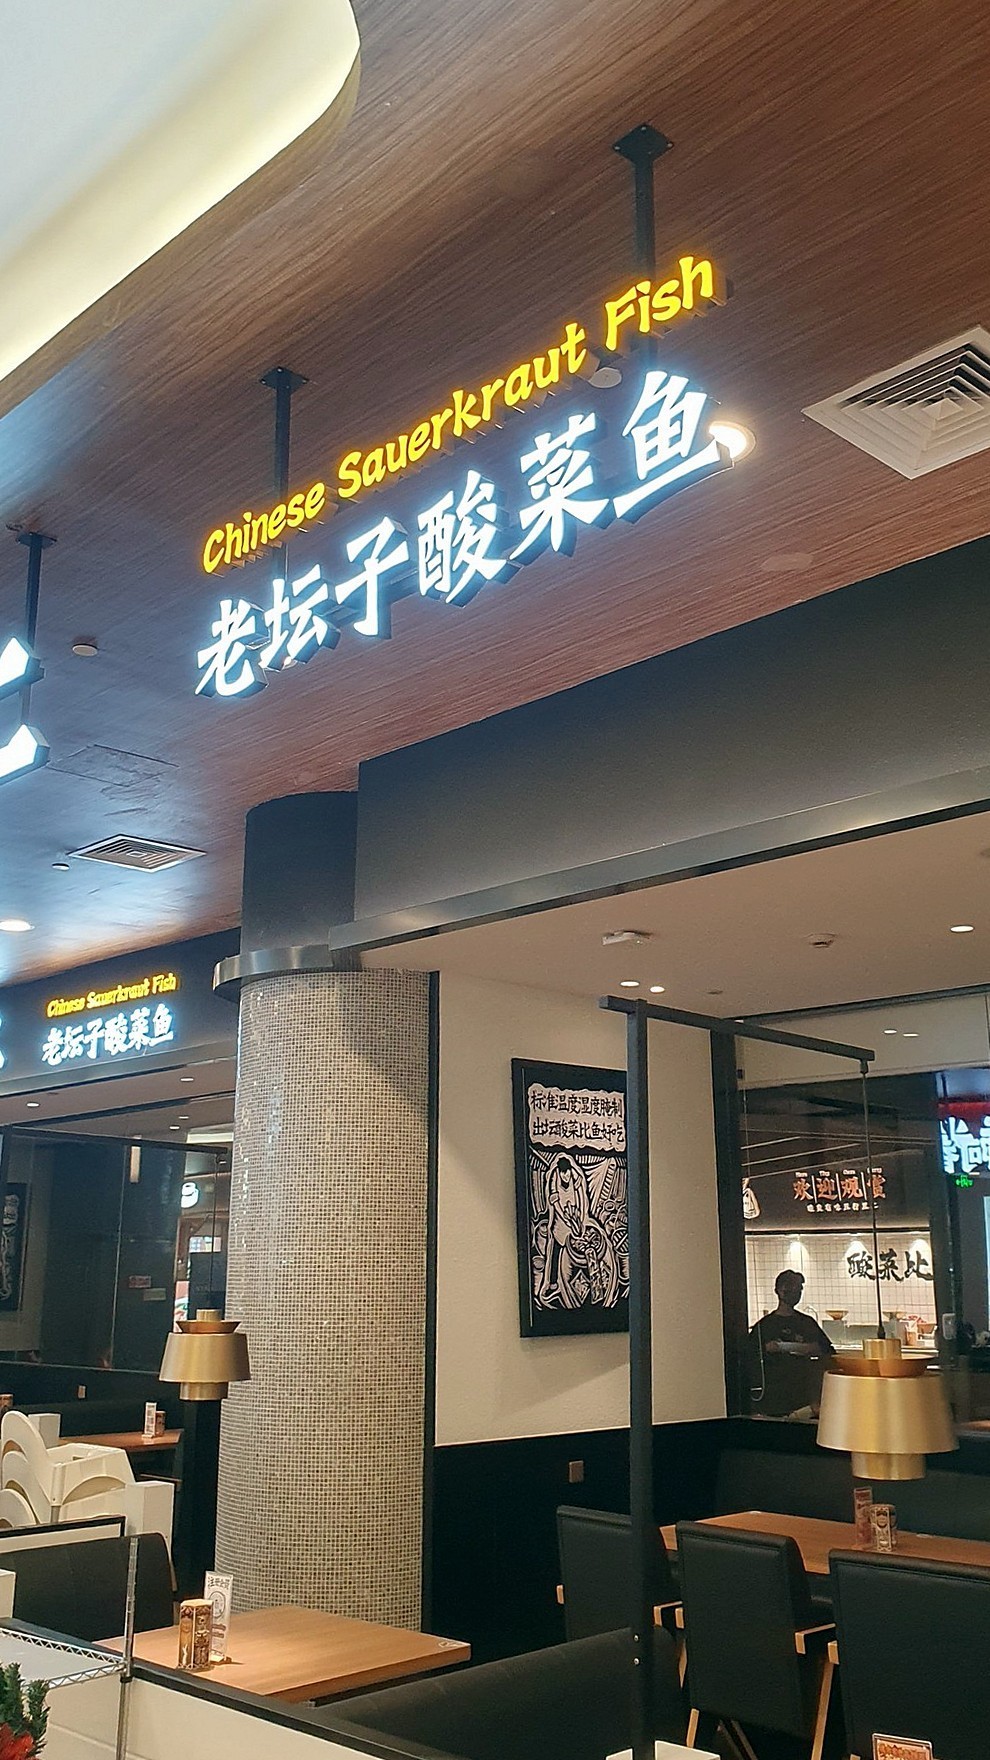 Chinese Sauerkraut Fish
老坛子酸菜鱼
Chinese Sauerkraut Fish
老坛子酸菜鱼
标准温度湿度腌制
出坛酸菜比鱼好吃
欢迎观赏
酸菜比